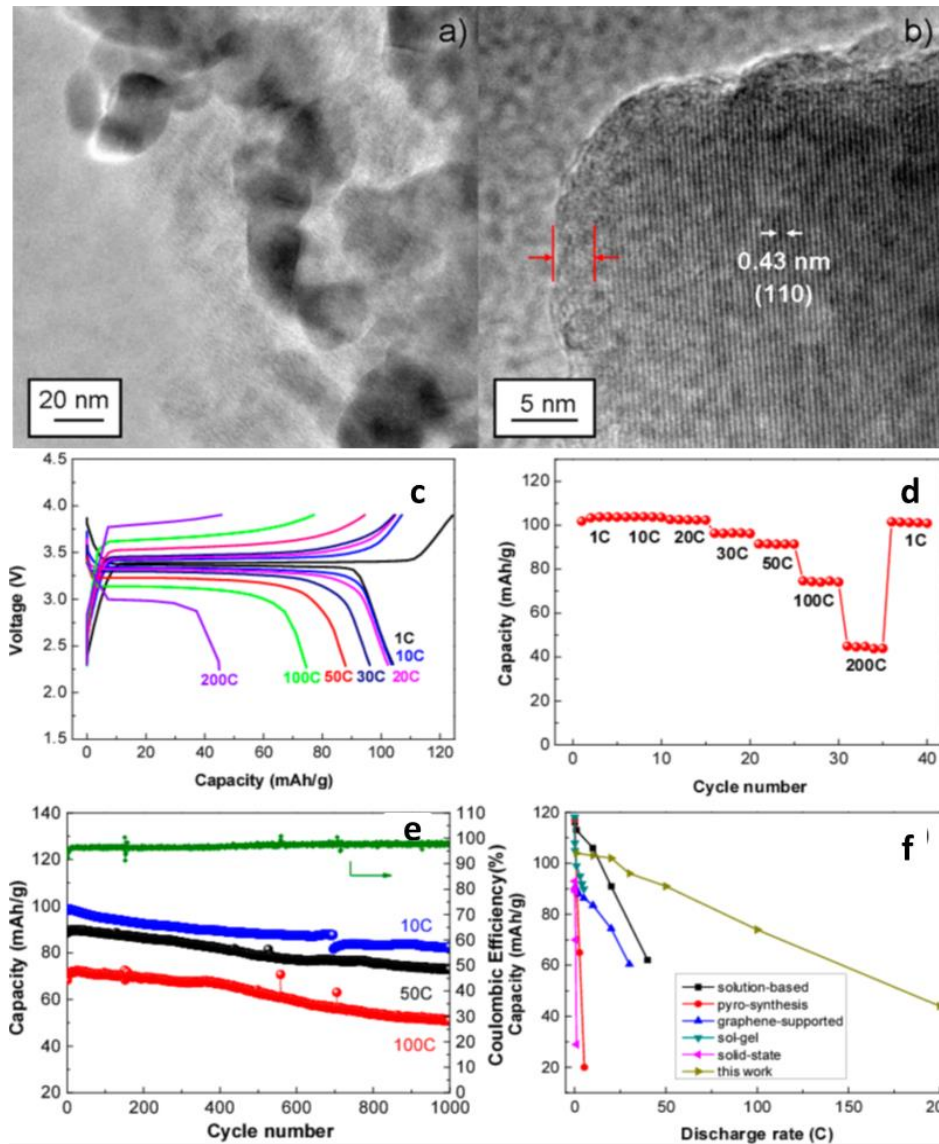 a)
20 nm
b)
0.43 nm
(110)
5 nm
c
Voltage (V)
4.5
4.0
3.5
3.0
2.5
2.0
1.5
1C
10C
200C 100C 50C 30C 20C
0 20 40 60 80 100 120
Capacity (mAh/g)
d
Capacity (mAh/g)
120
100
80
60
40
20
0
1C 10C 20C
30C
50C
100C
200C
1C
0 10 20 30 40
Cycle number
e
Capacity (mAh/g)
140
120
100
80
60
40
20
10C
50C
100C
110
100
90
80
70
60
50
40
30
20
10
0
Coulombic Efficiency(%)
0 200 400 600 800 1000
Cycle number
f
Capacity (mAh/g)
120
100
80
60
40
20
solution-based
pyro-synthesis
graphene-supported
sol-gel
solid-state
this work
0 50 100 150 200
Discharge rate (C)